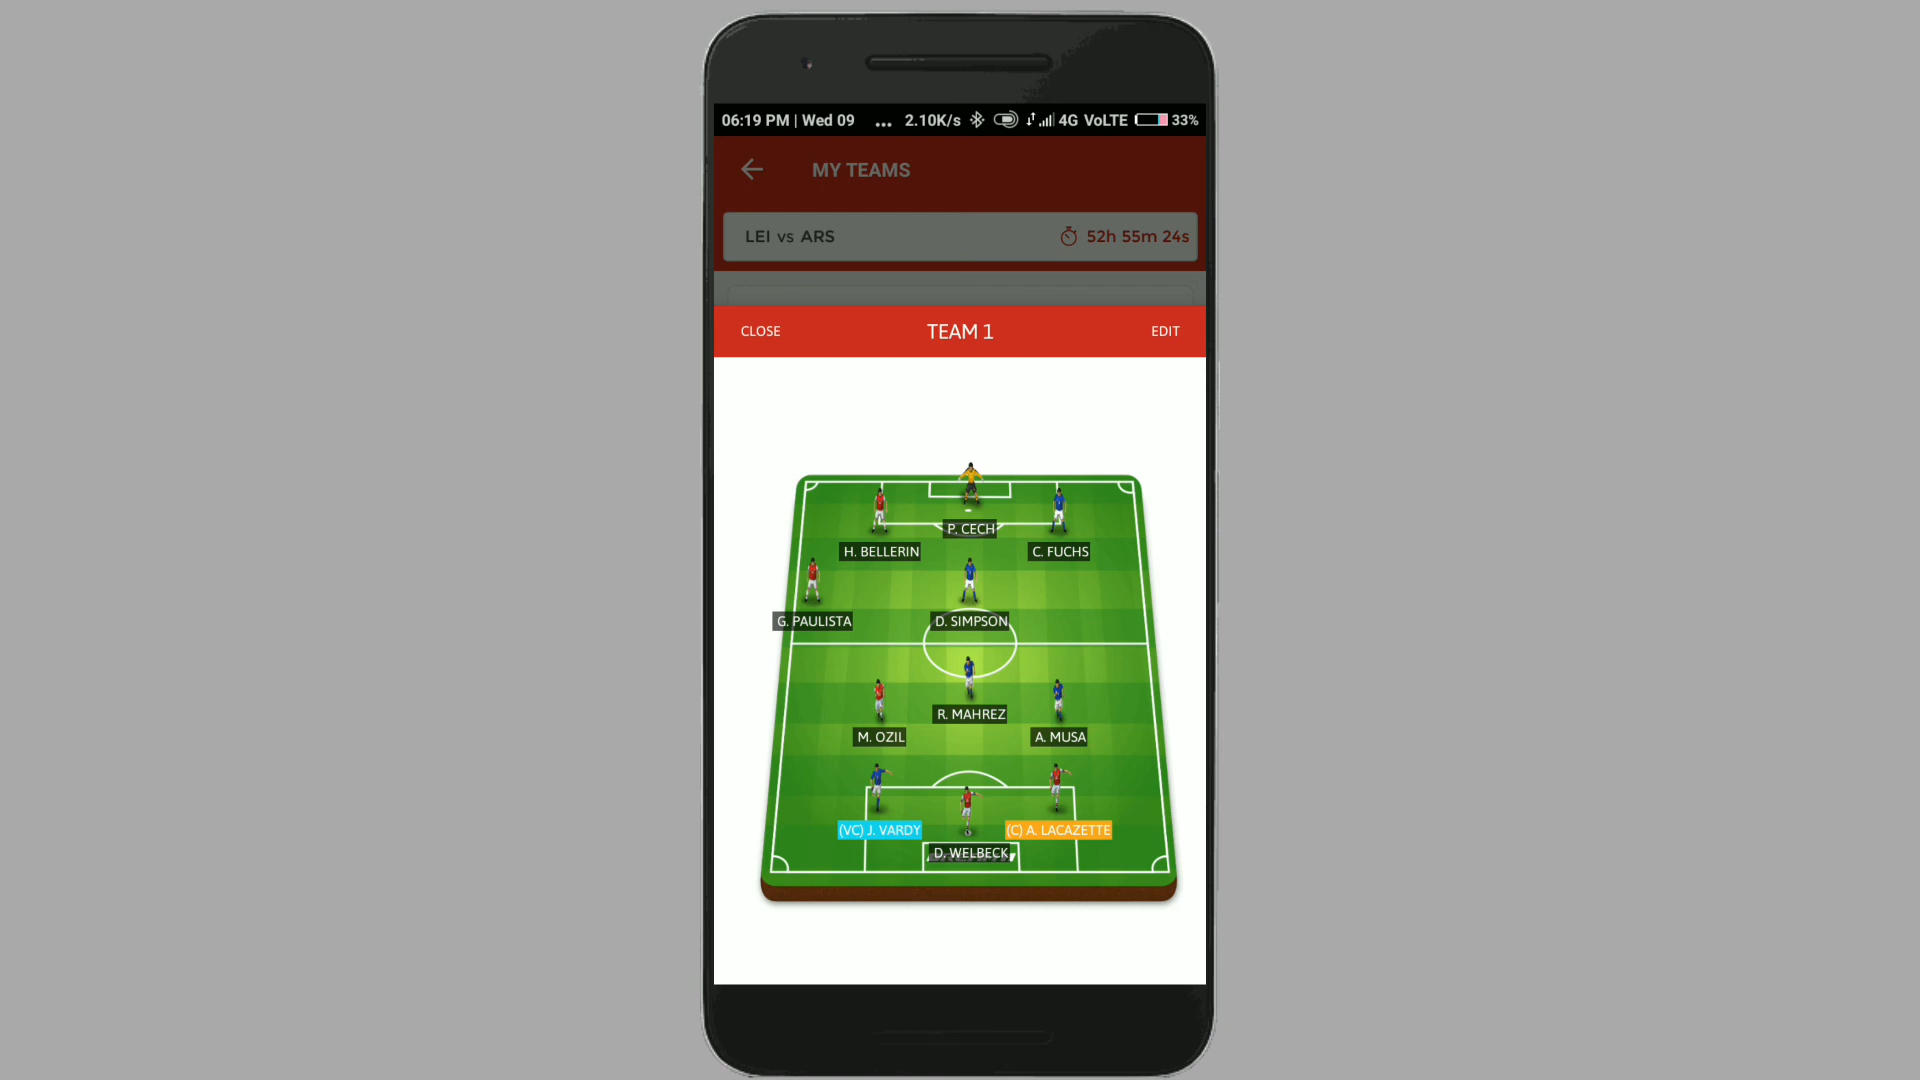 06:19 PM | Wed 09 ... 2.10K/s 4G VoLTE 33%
MY TEAMS
LEI vs ARS 52h 55m 24s
CLOSE TEAM 1 EDIT
P. CECH
H. BELLERIN C. FUCHS
G. PAULISTA D. SIMPSON
R. MAHREZ
M. OZIL A. MUSA
(VC) J. VARDY (C) A. LACAZETTE
D. WELBECK